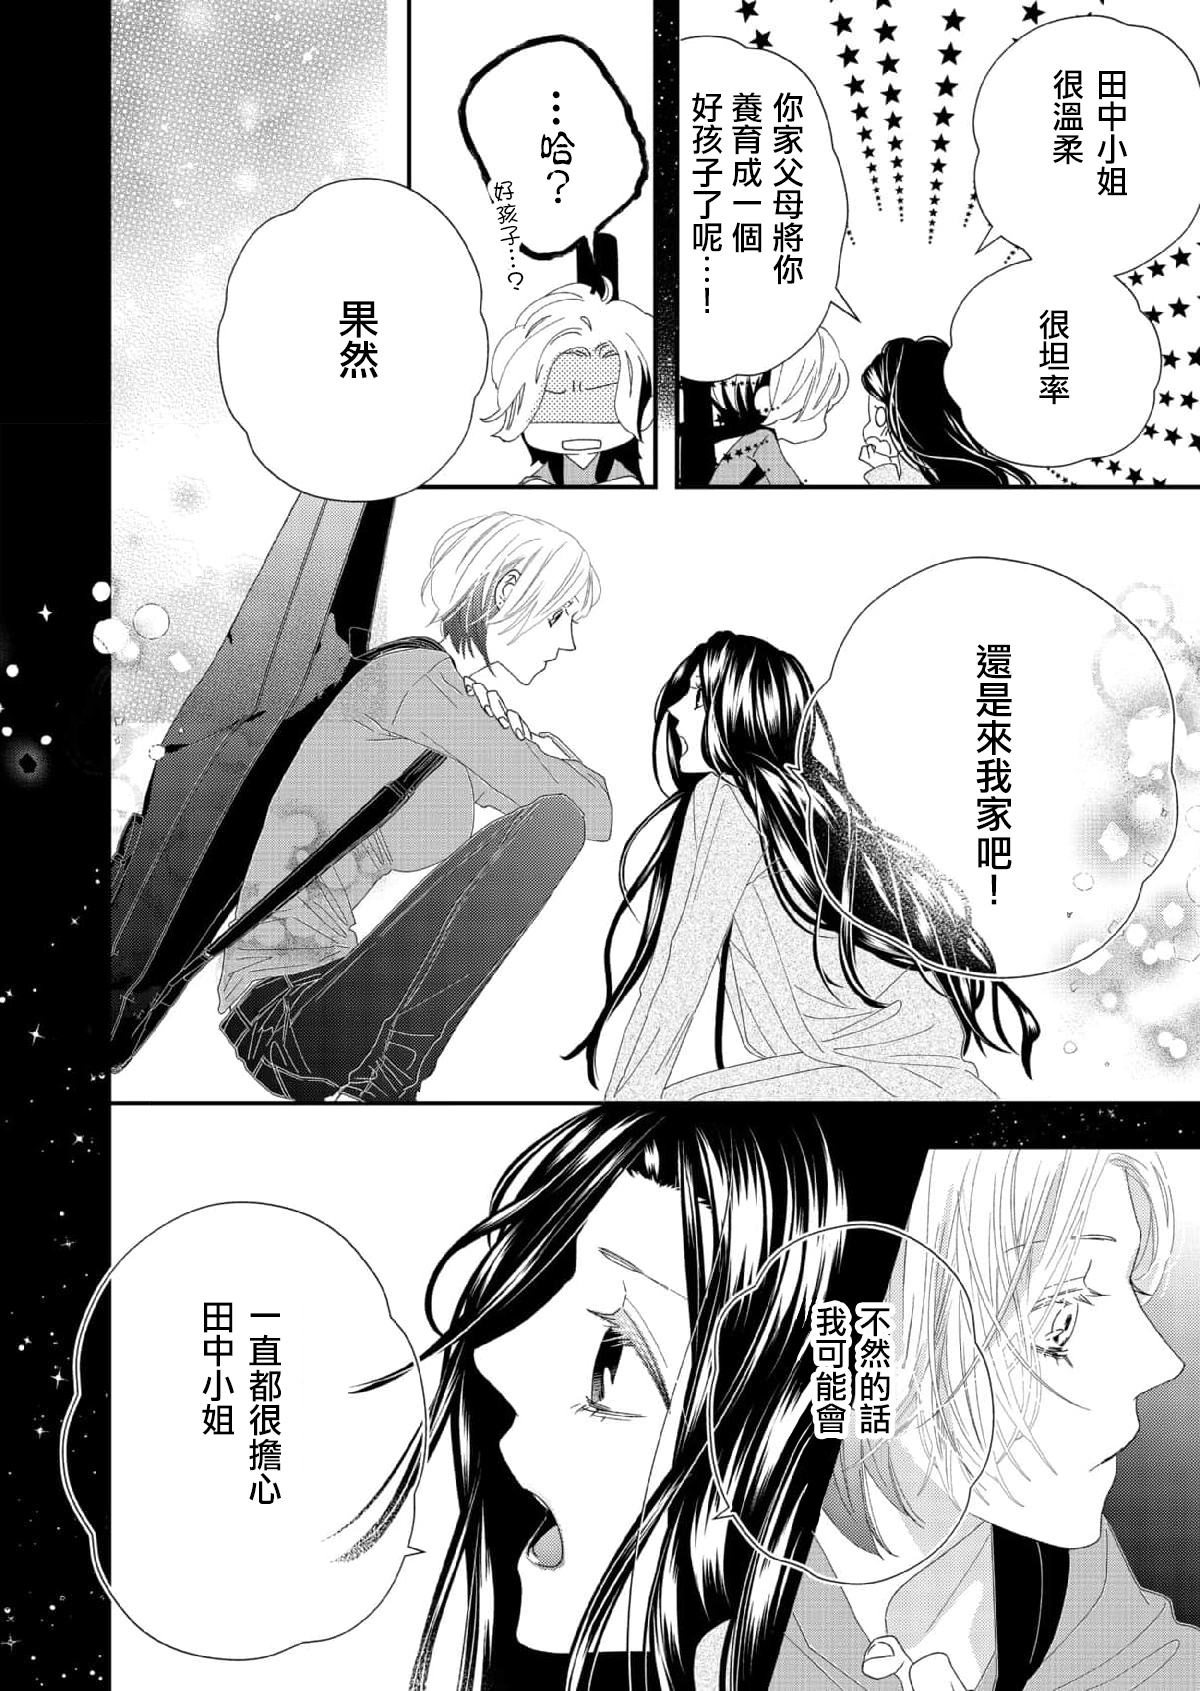 田中小姐
很溫柔
很坦率
你家父母將你
養育成一個
好孩子了呢…！
…哈？
好孩子…？
果然
還是來我家吧！
不然的話
我可能會
一直都很擔心
田中小姐